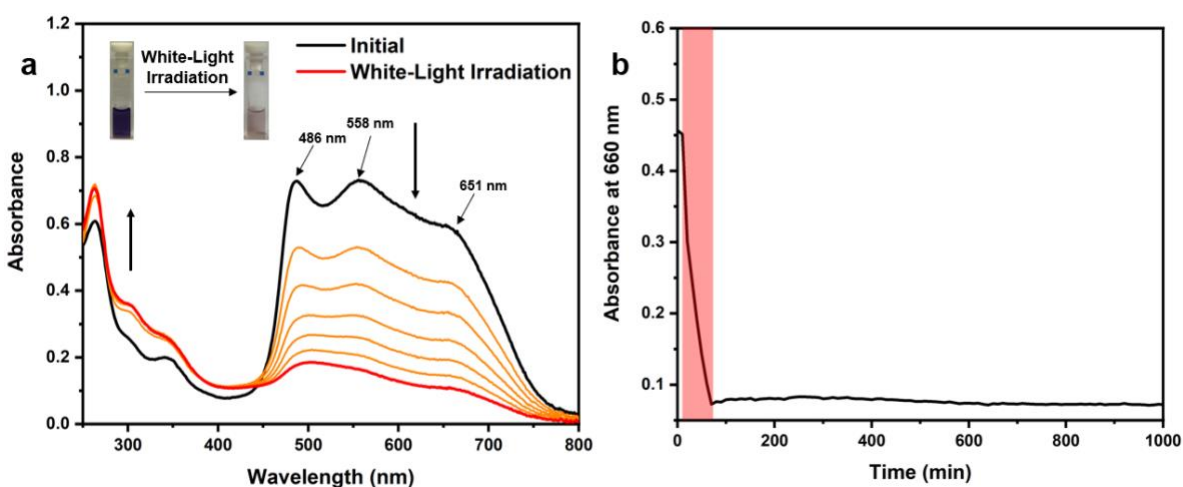 a
White-Light
Irradiation
Initial
White-Light Irradiation
486 nm
558 nm
651 nm
1.2
1.0
0.8
0.6
0.4
0.2
0.0
300
400
500
600
700
800
Absorbance
Wavelength (nm)
b
0.6
0.5
0.4
0.3
0.2
0.1
0
200
400
600
800
1000
Absorbance at 660 nm
Time (min)